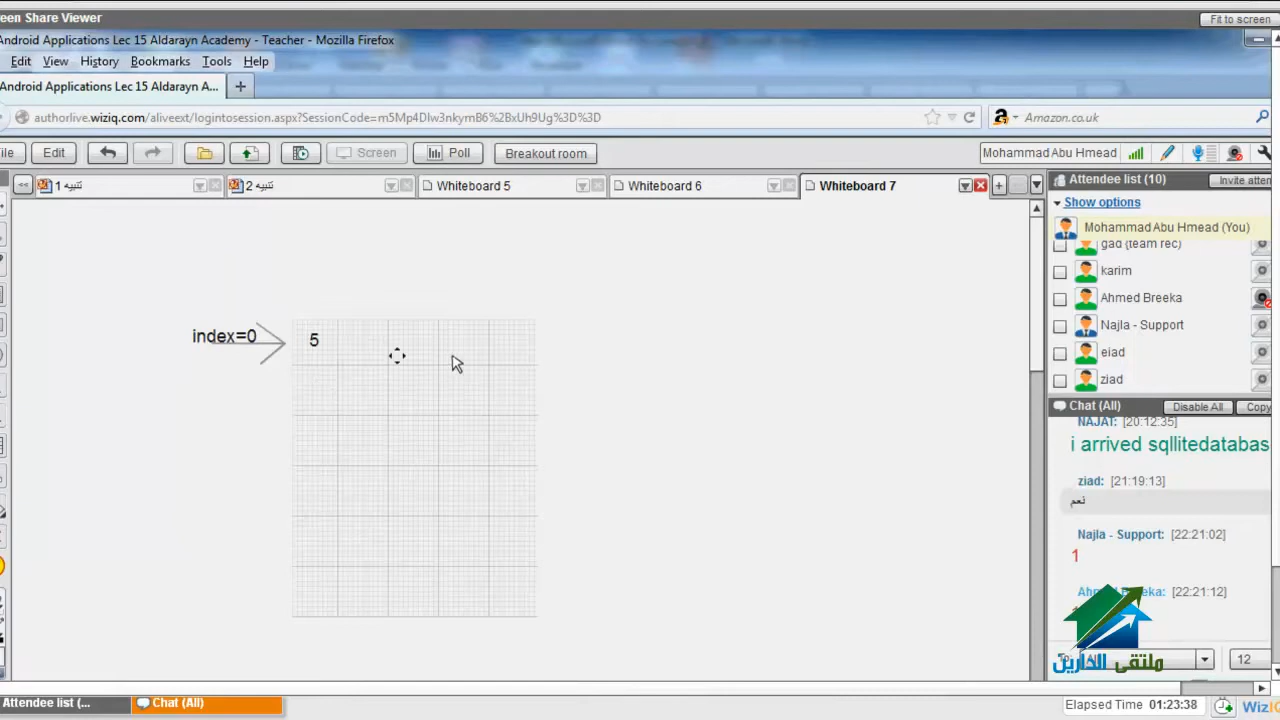 een Share Viewer
Fit to screen
Android Applications Lec 15 Aldarayn Academy - Teacher - Mozilla Firefox
Edit View History Bookmarks Tools Help
Android Applications Lec 15 Aldarayn A... +
authorlive.wiziq.com/aliveext/logintosession.aspx?SessionCode=m5Mp4Dlw3nkymB6%2BxUh9Ug%3D%3D
Amazon.co.uk
ile Edit Screen Poll Breakout room
Mohammad Abu Hmead
<< تنبيه 1 تنبيه 2 Whiteboard 5 Whiteboard 6 Whiteboard 7 +
Attendee list (10) Invite atten
Show options
Mohammad Abu Hmead (You)
gad (team rec)
karim
Ahmed Breeka
Najla - Support
eiad
ziad
index=0 5
Chat (All) Disable All Copy
NAJAT: [20:12:35]
i arrived sqllitedatabas
ziad: [21:19:13]
نعم
Najla - Support: [22:21:02]
1
Ahmed Breeka: [22:21:12]
ملتقى الدارين
12
Attendee list (... Chat (All)
Elapsed Time 01:23:38
WizIQ